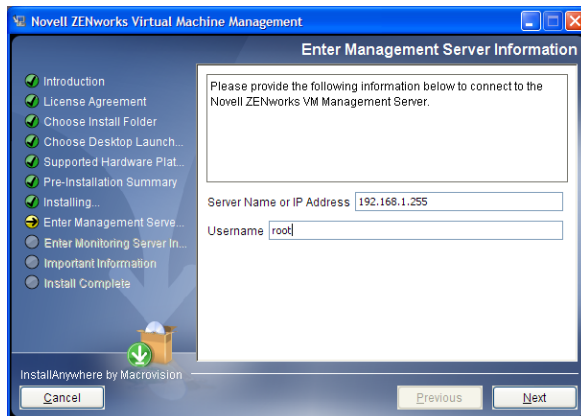 Novell ZENworks Virtual Machine Management
Enter Management Server Information
Introduction
License Agreement
Choose Install Folder
Choose Desktop Launch...
Supported Hardware Plat...
Pre-Installation Summary
Installing...
Enter Management Serve...
Enter Monitoring Server In...
Important Information
Install Complete
Please provide the following information below to connect to the
Novell ZENworks VM Management Server.
Server Name or IP Address 192.168.1.255
Username root
InstallAnywhere by Macrovision
Cancel Previous Next